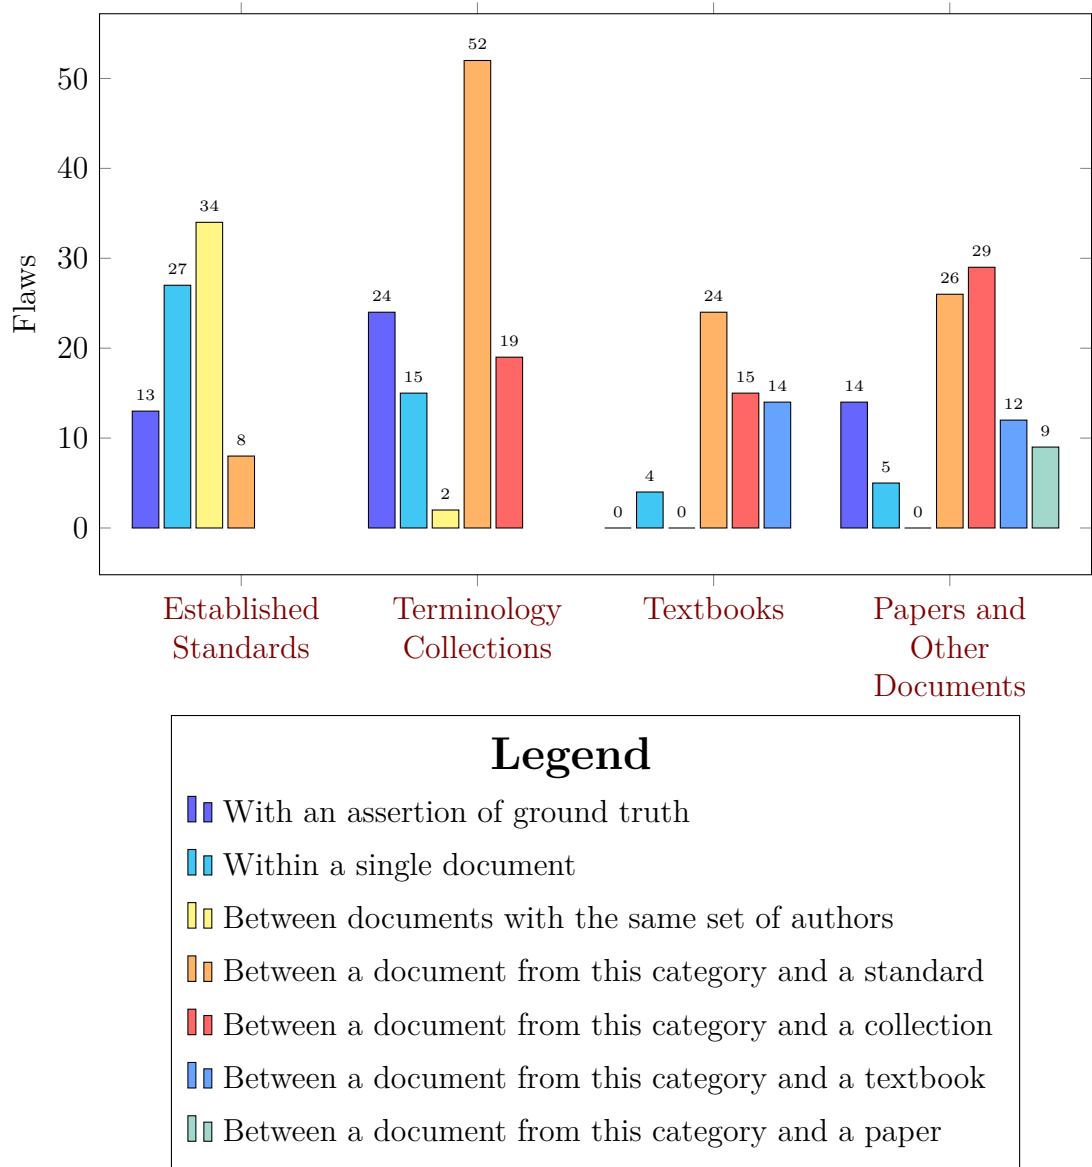 52
50
40
34
30
29
27
26
24
24
Flaws
20
19
15
15
14
14
13
12
10
9
8
5
4
2
0
0
0
0
Established
Standards
Terminology
Collections
Textbooks
Papers and
Other
Documents
Legend
With an assertion of ground truth
Within a single document
Between documents with the same set of authors
Between a document from this category and a standard
Between a document from this category and a collection
Between a document from this category and a textbook
Between a document from this category and a paper